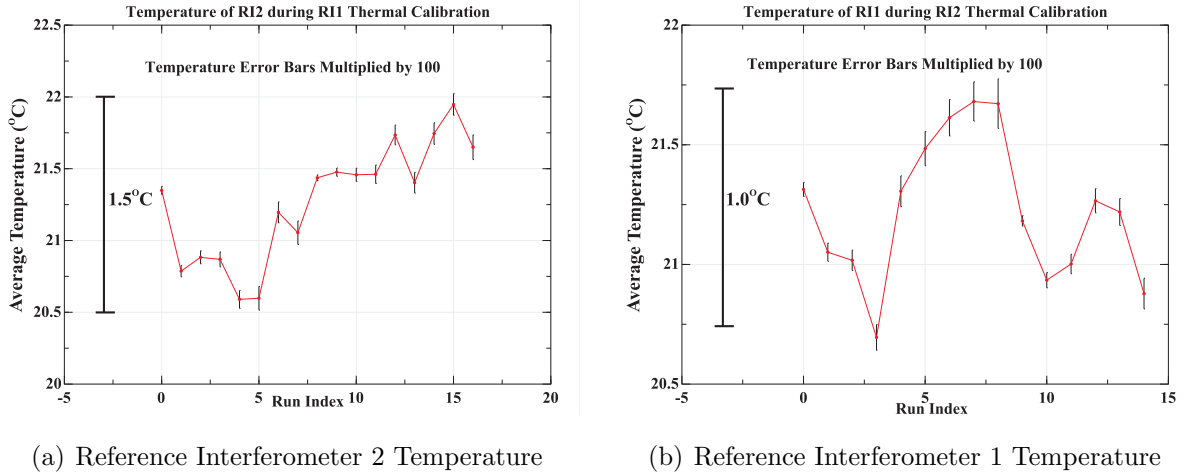 Temperature of RI2 during RI1 Thermal Calibration
22.5
Temperature Error Bars Multiplied by 100
22
21.5
1.5°C
21
20.5
20
Average Temperature (°C)
-5
0
5
10
15
20
Run Index
(a) Reference Interferometer 2 Temperature
Temperature of RI1 during RI2 Thermal Calibration
22
Temperature Error Bars Multiplied by 100
21.5
1.0°C
21
20.5
Average Temperature (°C)
-5
0
5
10
15
Run Index
(b) Reference Interferometer 1 Temperature